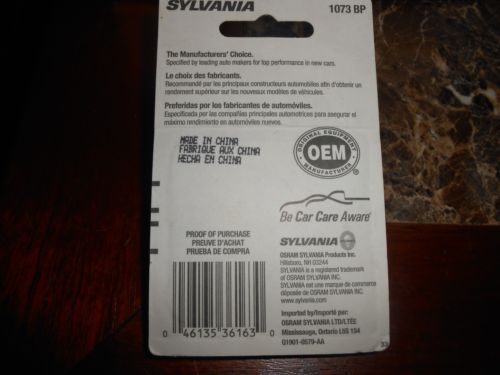 SYLVANIA 1073 BP
The Manufacturers' Choice.
Specified by leading auto makers for top performance in new cars.
Le choix des fabricants.
Recommandé par les principaux constructeurs automobiles afin d'obtenir un
rendement supérieur sur les nouveaux modèles de véhicules.
Preferidas por los fabricantes de automóviles.
Especificada por las compañías principales automotrices para asegurar el
máximo rendimiento en automóviles nuevos.
MADE IN CHINA
FABRIQUE AUX CHINA
HECHA EN CHINA
ORIGINAL EQUIPMENT
OEM
MANUFACTURER
Be Car Care Aware
PROOF OF PURCHASE
PREUVE D'ACHAT
PRUEBA DE COMPRA
SYLVANIA
OSRAM SYLVANIA Products Inc.
Hillsboro, NH 03244
SYLVANIA is a registered trademark
of OSRAM SYLVANIA INC.
SYLVANIA est une marque de commerce
déposée de OSRAM SYLVANIA INC.
www.sylvania.com
Imported by/Importé par:
OSRAM SYLVANIA LTD/LTÉE
Mississauga, Ontario L5S 1S4
01901-0579-AA
0 46135 36163 0
33